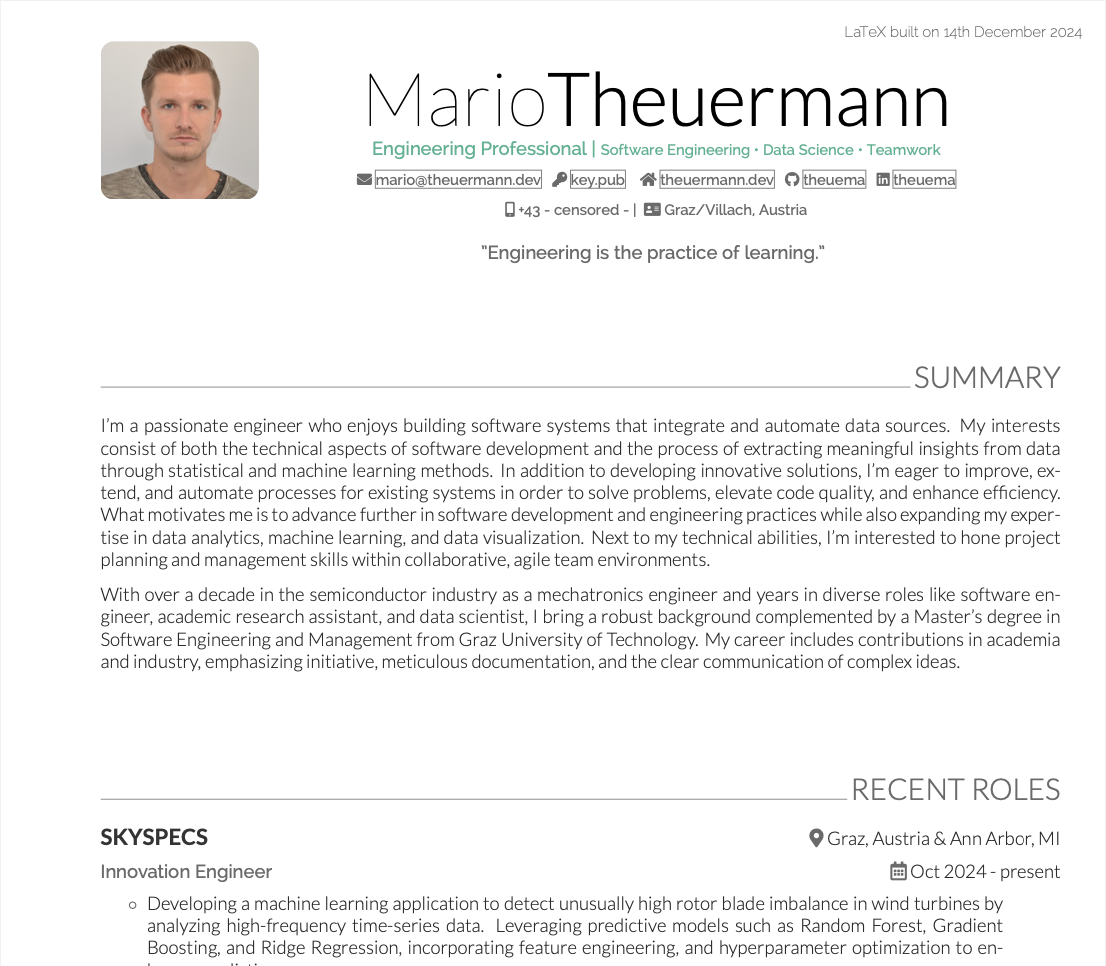 LaTeX built on 14th December 2024
MarioTheuermann
Engineering Professional | Software Engineering • Data Science • Teamwork
mario@theuermann.dev key.pub theuermann.dev theuema theuema
+43 - censored - | Graz/Villach, Austria
"Engineering is the practice of learning."
SUMMARY
I'm a passionate engineer who enjoys building software systems that integrate and automate data sources. My interests
consist of both the technical aspects of software development and the process of extracting meaningful insights from data
through statistical and machine learning methods. In addition to developing innovative solutions, I'm eager to improve, ex-
tend, and automate processes for existing systems in order to solve problems, elevate code quality, and enhance efficiency.
What motivates me is to advance further in software development and engineering practices while also expanding my exper-
tise in data analytics, machine learning, and data visualization. Next to my technical abilities, I'm interested to hone project
planning and management skills within collaborative, agile team environments.
With over a decade in the semiconductor industry as a mechatronics engineer and years in diverse roles like software en-
gineer, academic research assistant, and data scientist, I bring a robust background complemented by a Master's degree in
Software Engineering and Management from Graz University of Technology. My career includes contributions in academia
and industry, emphasizing initiative, meticulous documentation, and the clear communication of complex ideas.
RECENT ROLES
SKYSPECS Graz, Austria & Ann Arbor, MI
Innovation Engineer Oct 2024 - present
◦ Developing a machine learning application to detect unusually high rotor blade imbalance in wind turbines by
analyzing high-frequency time-series data. Leveraging predictive models such as Random Forest, Gradient
Boosting, and Ridge Regression, incorporating feature engineering, and hyperparameter optimization to en-